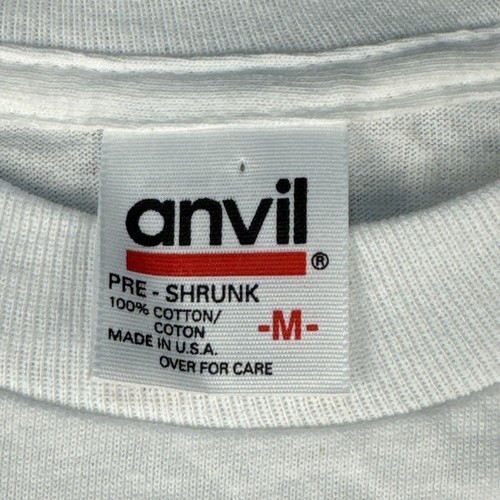 anvil®
PRE - SHRUNK
100% COTTON/
COTON
-M-
MADE IN U.S.A.
OVER FOR CARE